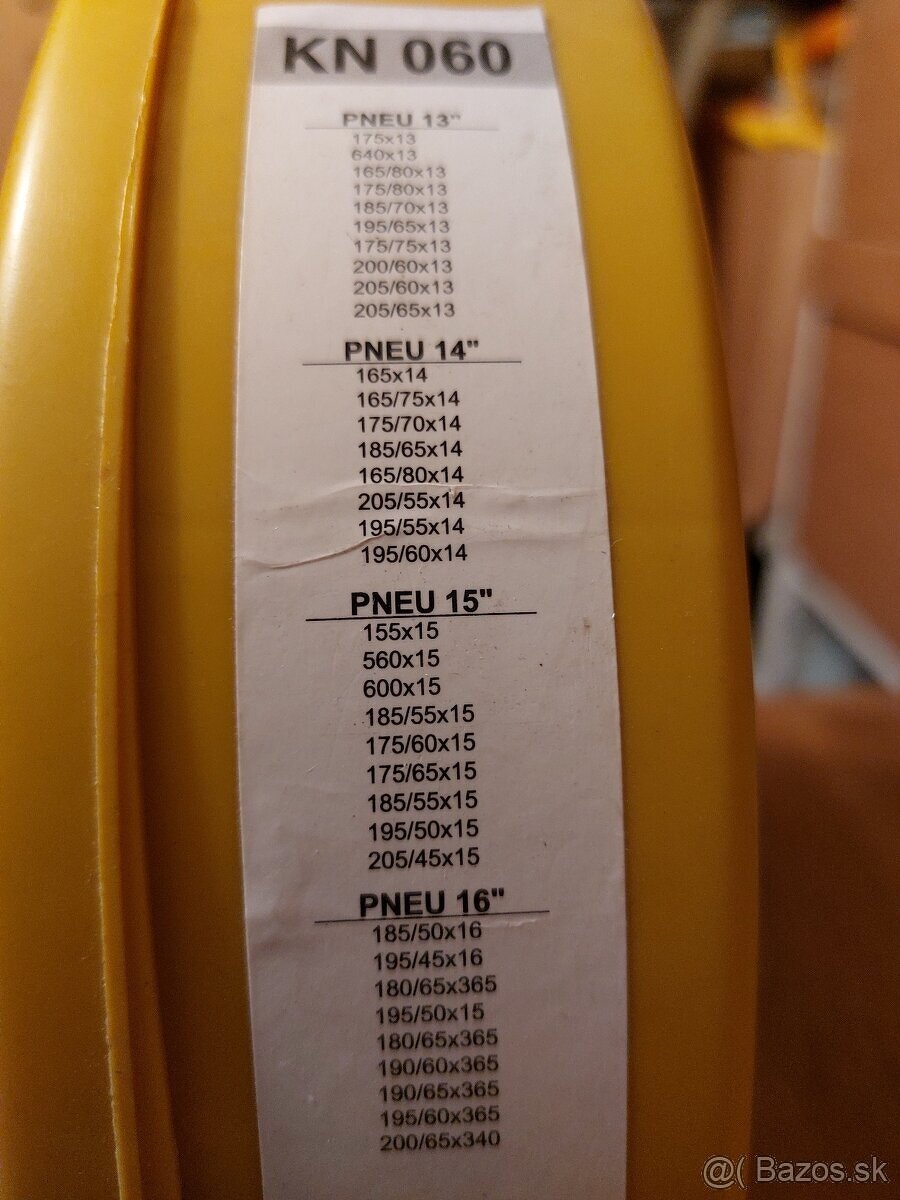 KN 060
PNEU 13"
175x13
640x13
165/80x13
175/80x13
185/70x13
195/65x13
175/75x13
200/60x13
205/60x13
205/65x13
PNEU 14"
165x14
165/75x14
175/70x14
185/65x14
165/80x14
205/55x14
195/55x14
195/60x14
PNEU 15"
155x15
560x15
600x15
185/55x15
175/60x15
175/65x15
185/55x15
195/50x15
205/45x15
PNEU 16"
185/50x16
195/45x16
180/65x365
195/50x15
180/65x365
190/60x365
190/65x365
195/60x365
200/65x340
@( Bazos.sk